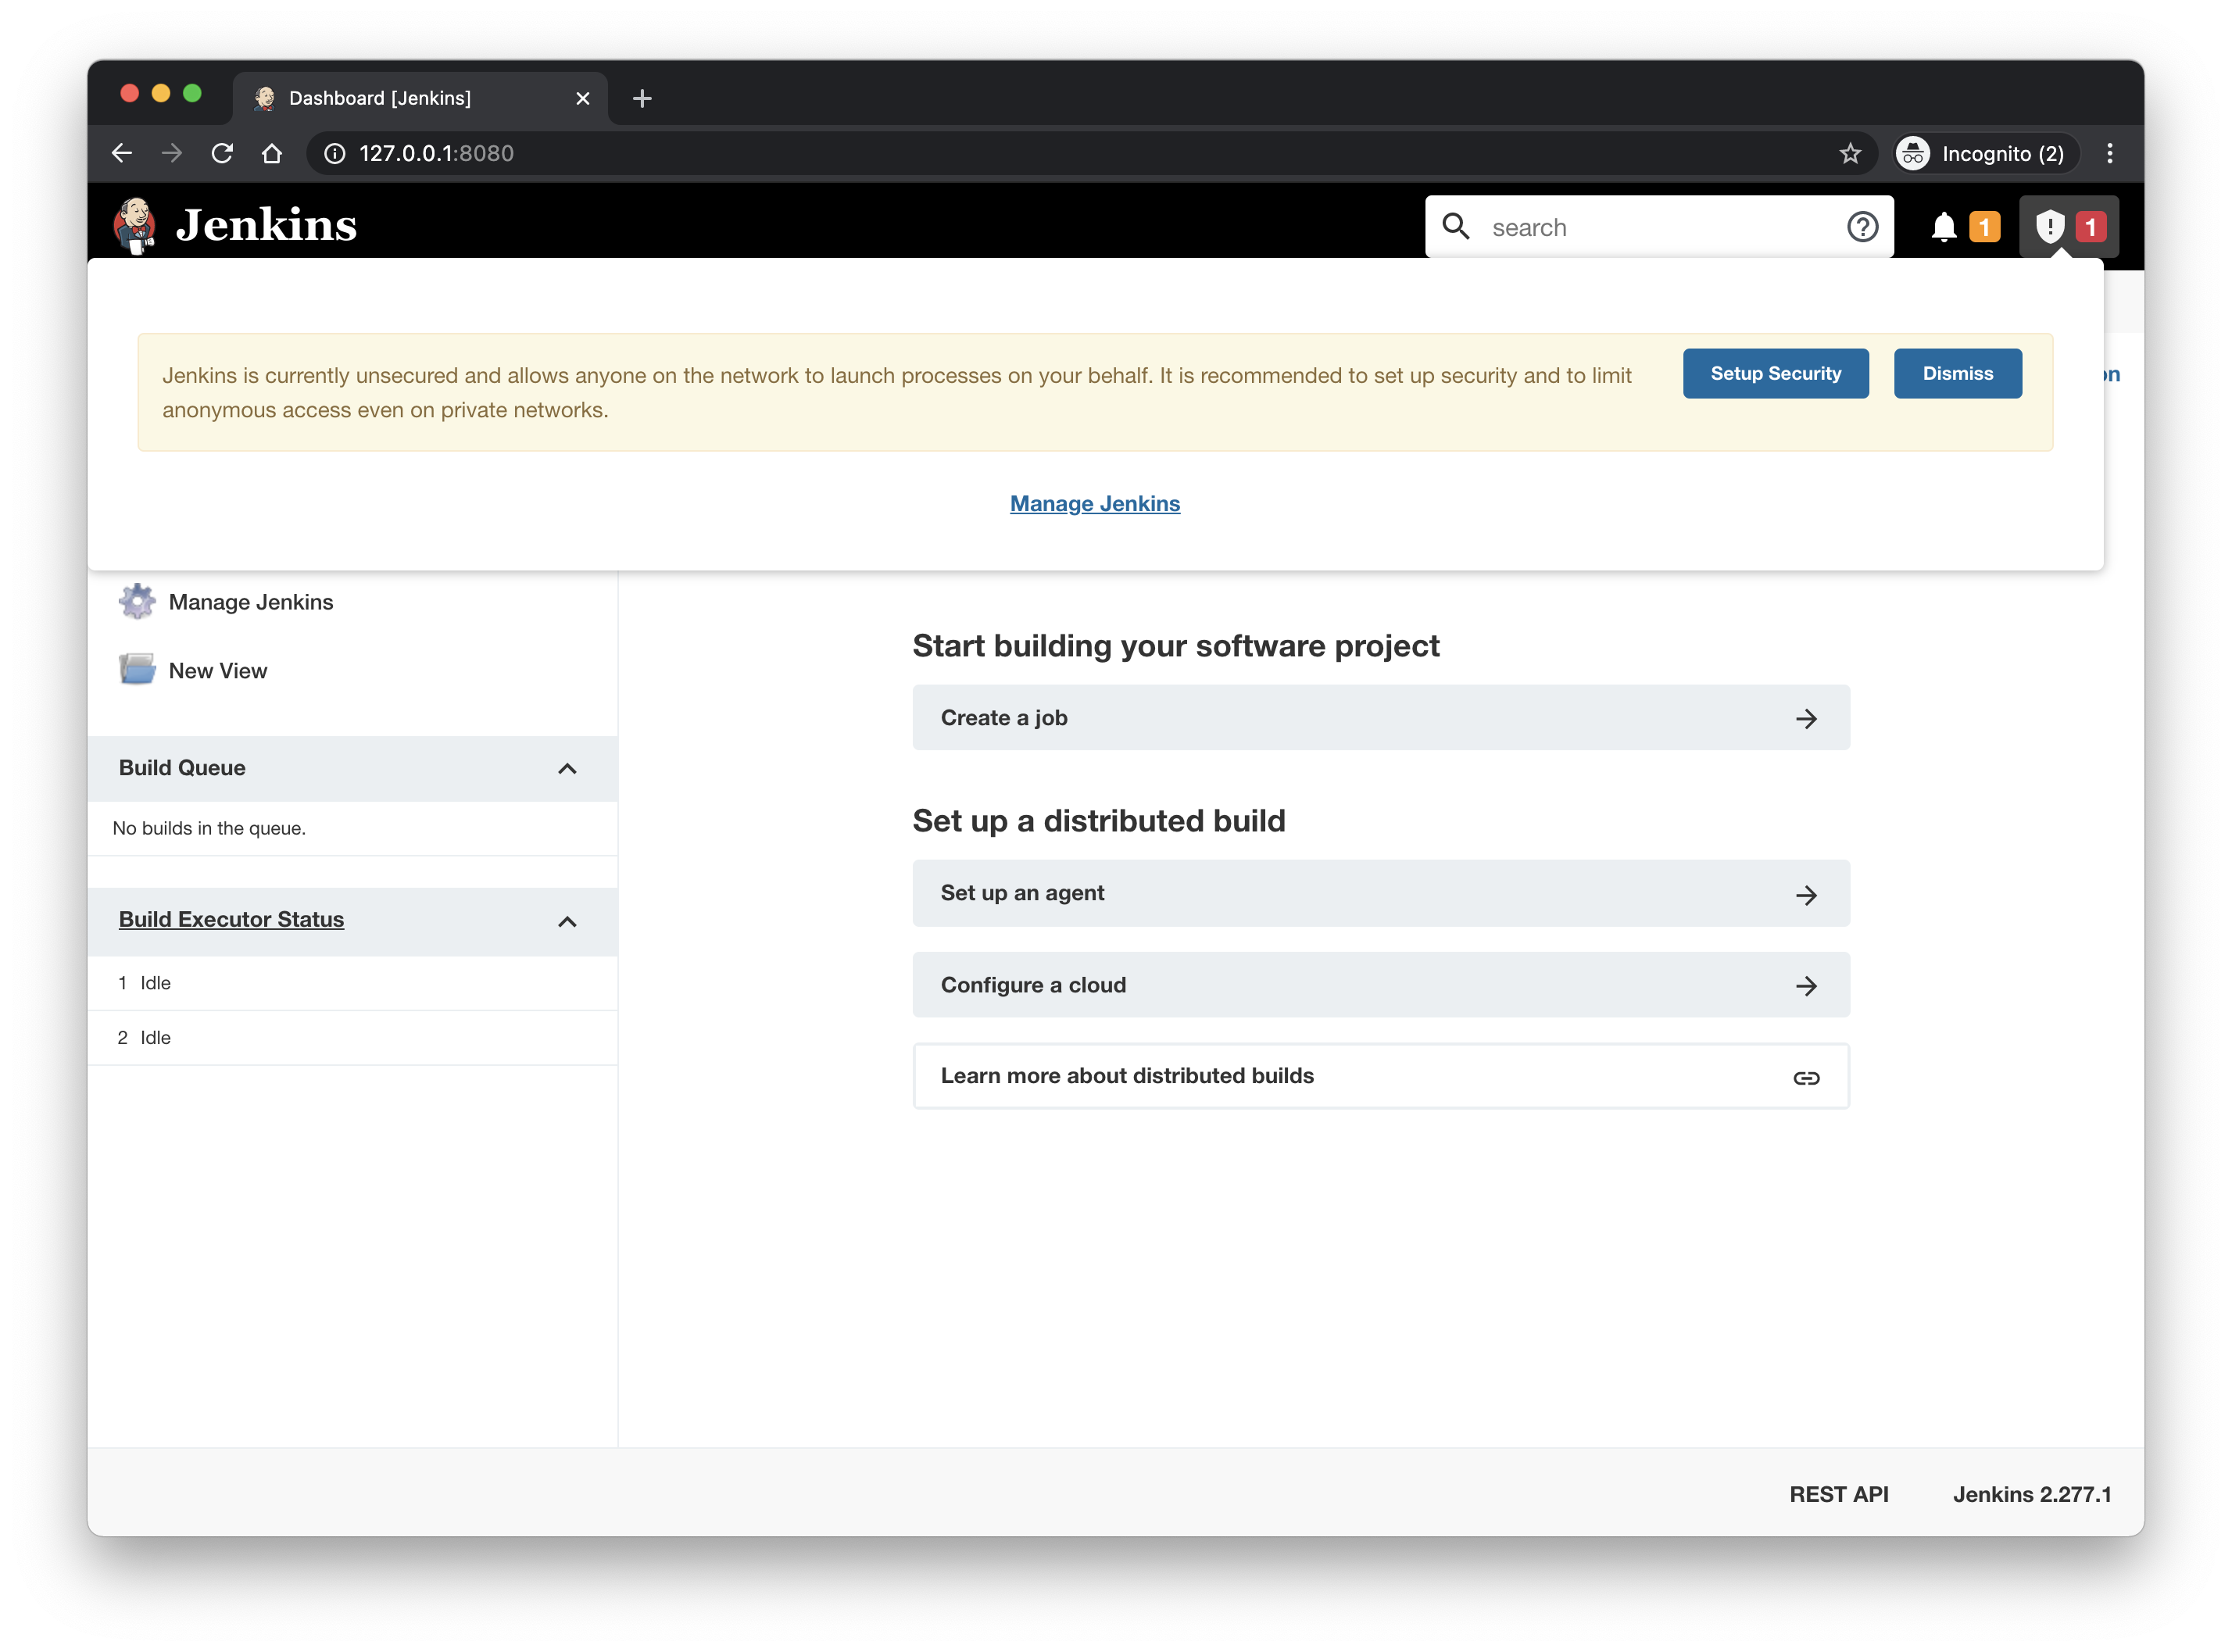 Dashboard [Jenkins]
127.0.0.1:8080
Incognito (2)
Jenkins
search
1
1
Jenkins is currently unsecured and allows anyone on the network to launch processes on your behalf. It is recommended to set up security and to limit
anonymous access even on private networks.
Setup Security
Dismiss
Manage Jenkins
Manage Jenkins
New View
Build Queue
No builds in the queue.
Build Executor Status
1 Idle
2 Idle
Start building your software project
Create a job
Set up a distributed build
Set up an agent
Configure a cloud
Learn more about distributed builds
REST API
Jenkins 2.277.1